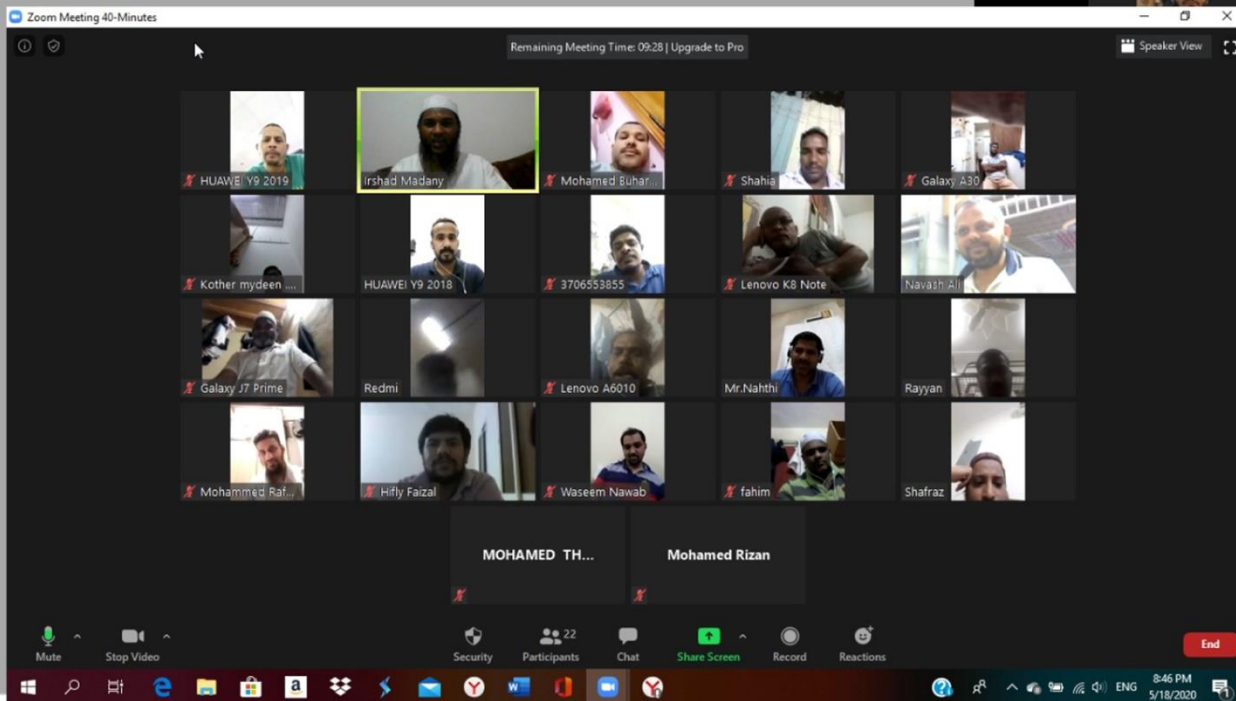 Zoom Meeting 40-Minutes
Remaining Meeting Time: 09:28 | Upgrade to Pro
Speaker View
HUAWEI Y9 2019
Irshad Madany
Mohamed Buhar...
Shahia
Galaxy A30
Kother mydeen ...
HUAWEI Y9 2018
3706553855
Lenovo K8 Note
Navash Ali
Galaxy J7 Prime
Redmi
Lenovo A6010
Mr.Nahthi
Rayyan
Mohammed Raf...
Hifly Faizal
Waseem Nawab
fahim
Shafraz
MOHAMED TH...
Mohamed Rizan
Mute
Stop Video
Security
22
Participants
Chat
Share Screen
Record
Reactions
End
ENG
8:46 PM
5/18/2020
1